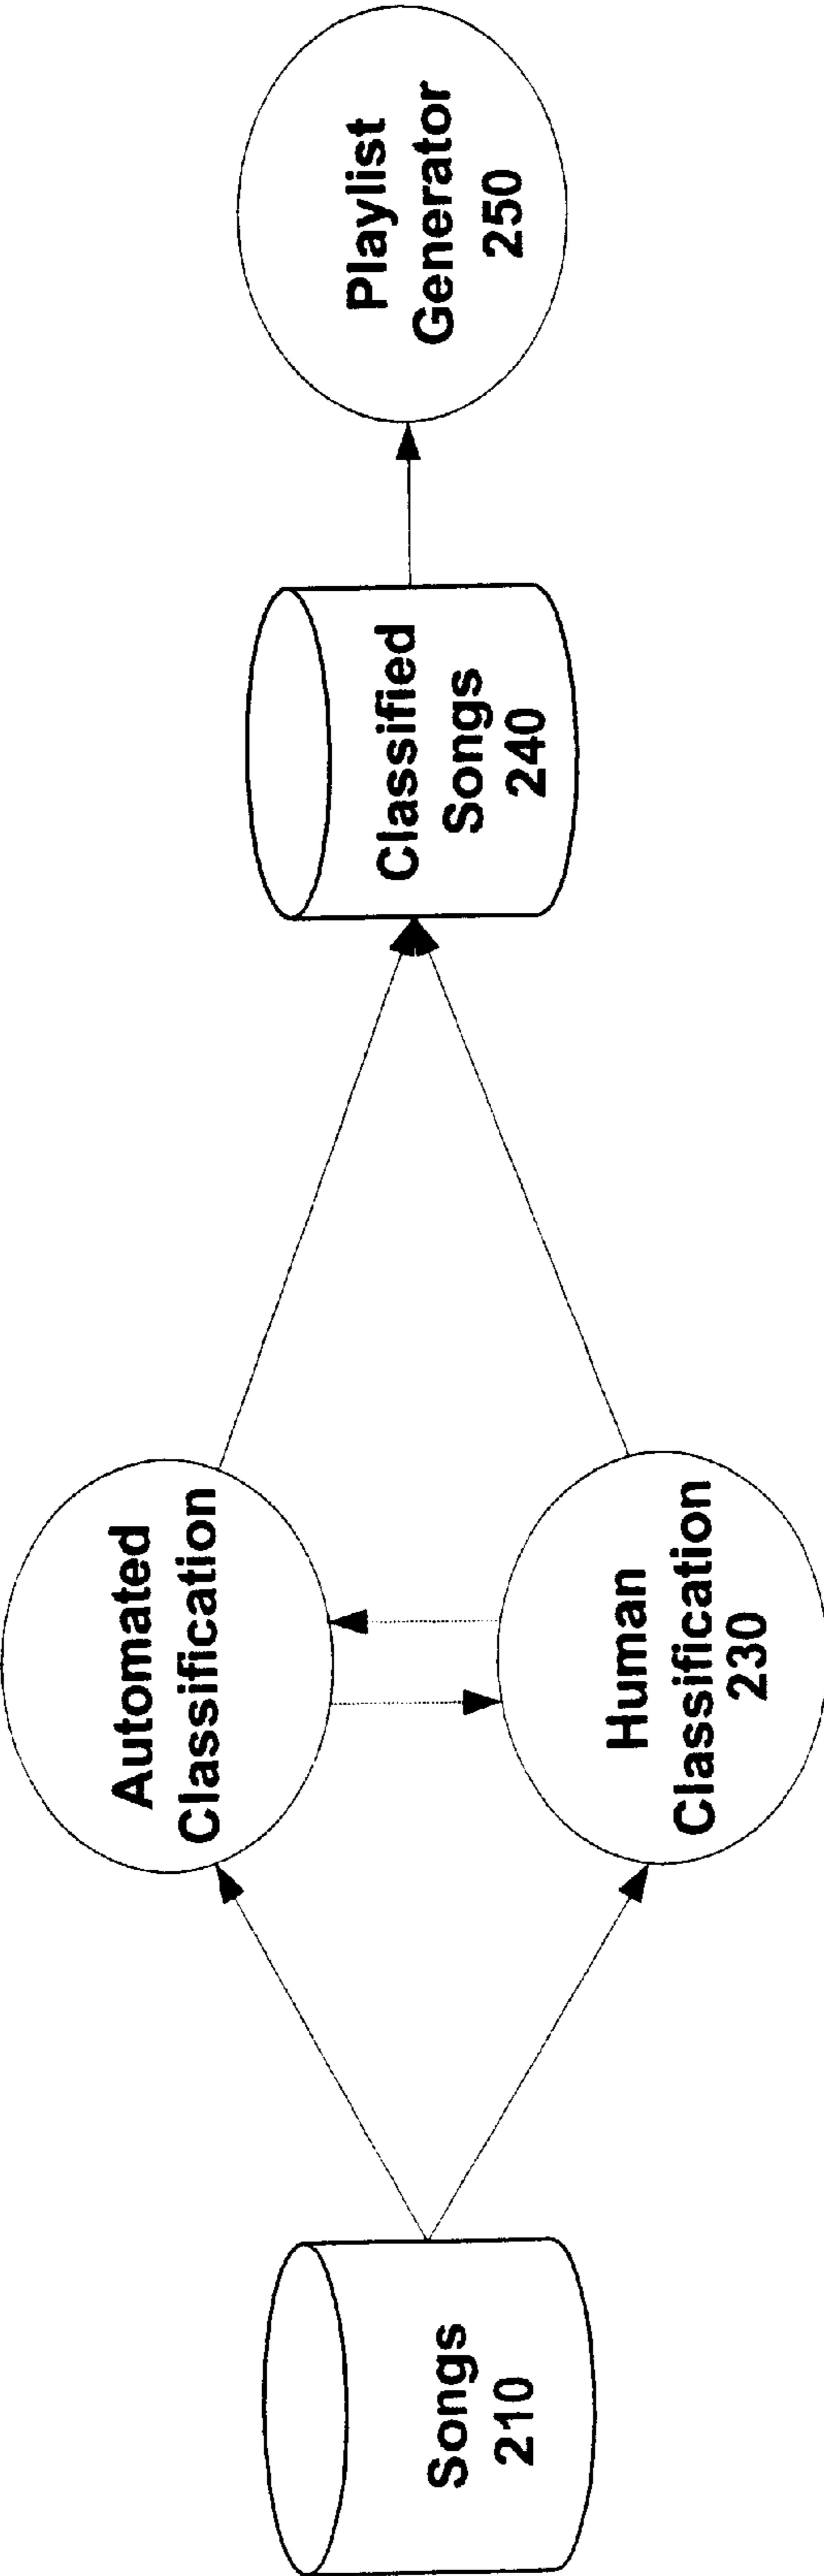 Songs
210
Automated
Classification
Human
Classification
230
Classified
Songs
240
Playlist
Generator
250